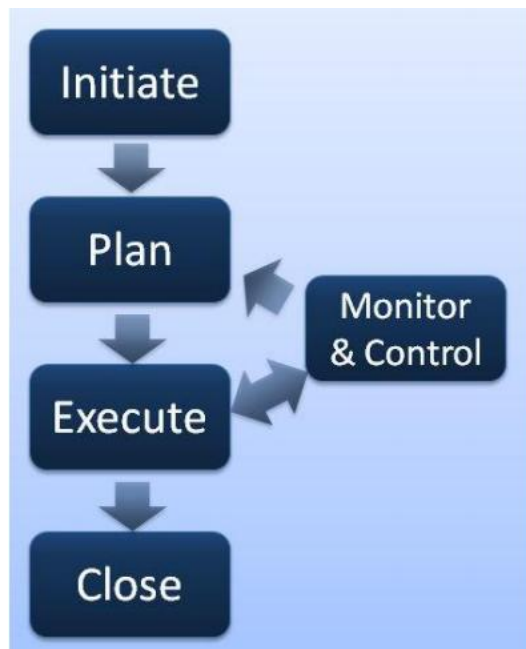 Initiate
Plan
Monitor
& Control
Execute
Close